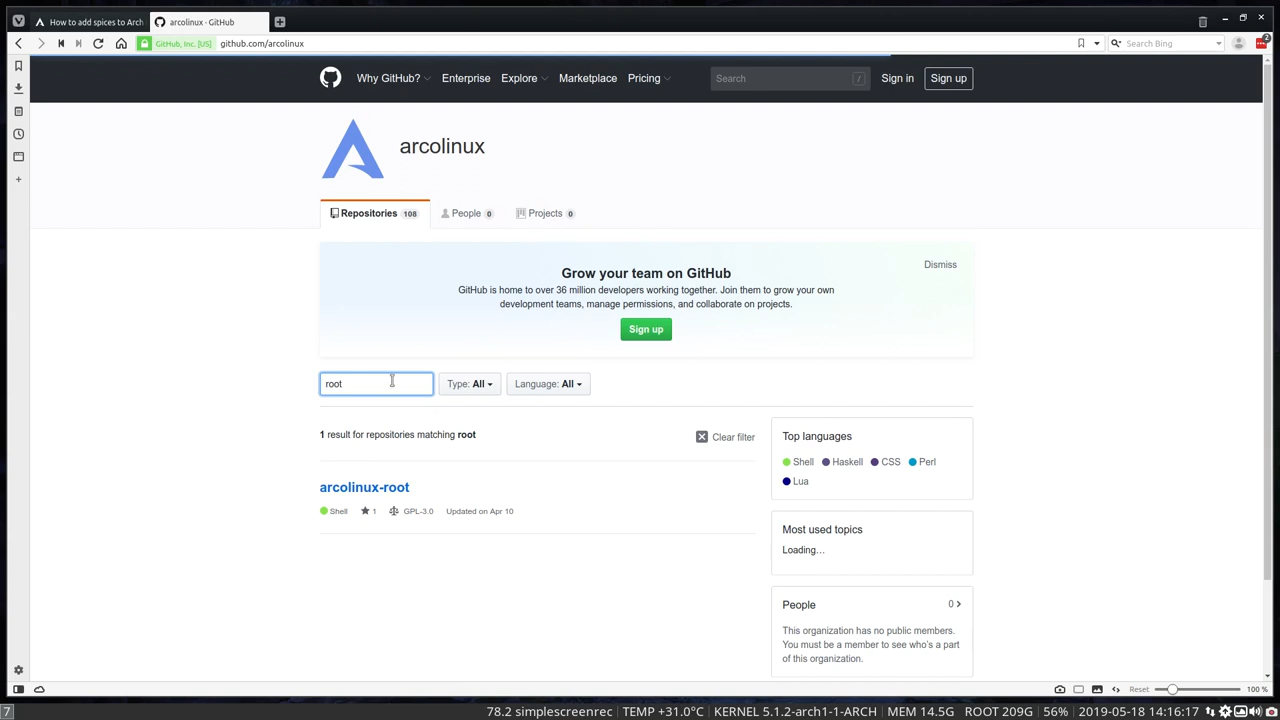 How to add spices to Arch
arcolinux · GitHub
GitHub, Inc. [US]
github.com/arcolinux
Search Bing
2
Why GitHub?
Enterprise
Explore
Marketplace
Pricing
Search
/
Sign in
Sign up
arcolinux
Repositories 108
People 0
Projects 0
Grow your team on GitHub
Dismiss
GitHub is home to over 36 million developers working together. Join them to grow your own
development teams, manage permissions, and collaborate on projects.
Sign up
root
Type: All
Language: All
1 result for repositories matching root
Clear filter
arcolinux-root
Shell
1
GPL-3.0
Updated on Apr 10
Top languages
Shell Haskell CSS Perl
Lua
Most used topics
Loading…
People
0
This organization has no public members.
You must be a member to see who's a part
of this organization.
Reset
100 %
7
78.2 simplescreenrec
TEMP +31.0°C
KERNEL 5.1.2-arch1-1-ARCH
MEM 14.5G
ROOT 209G
56%
2019-05-18 14:16:17